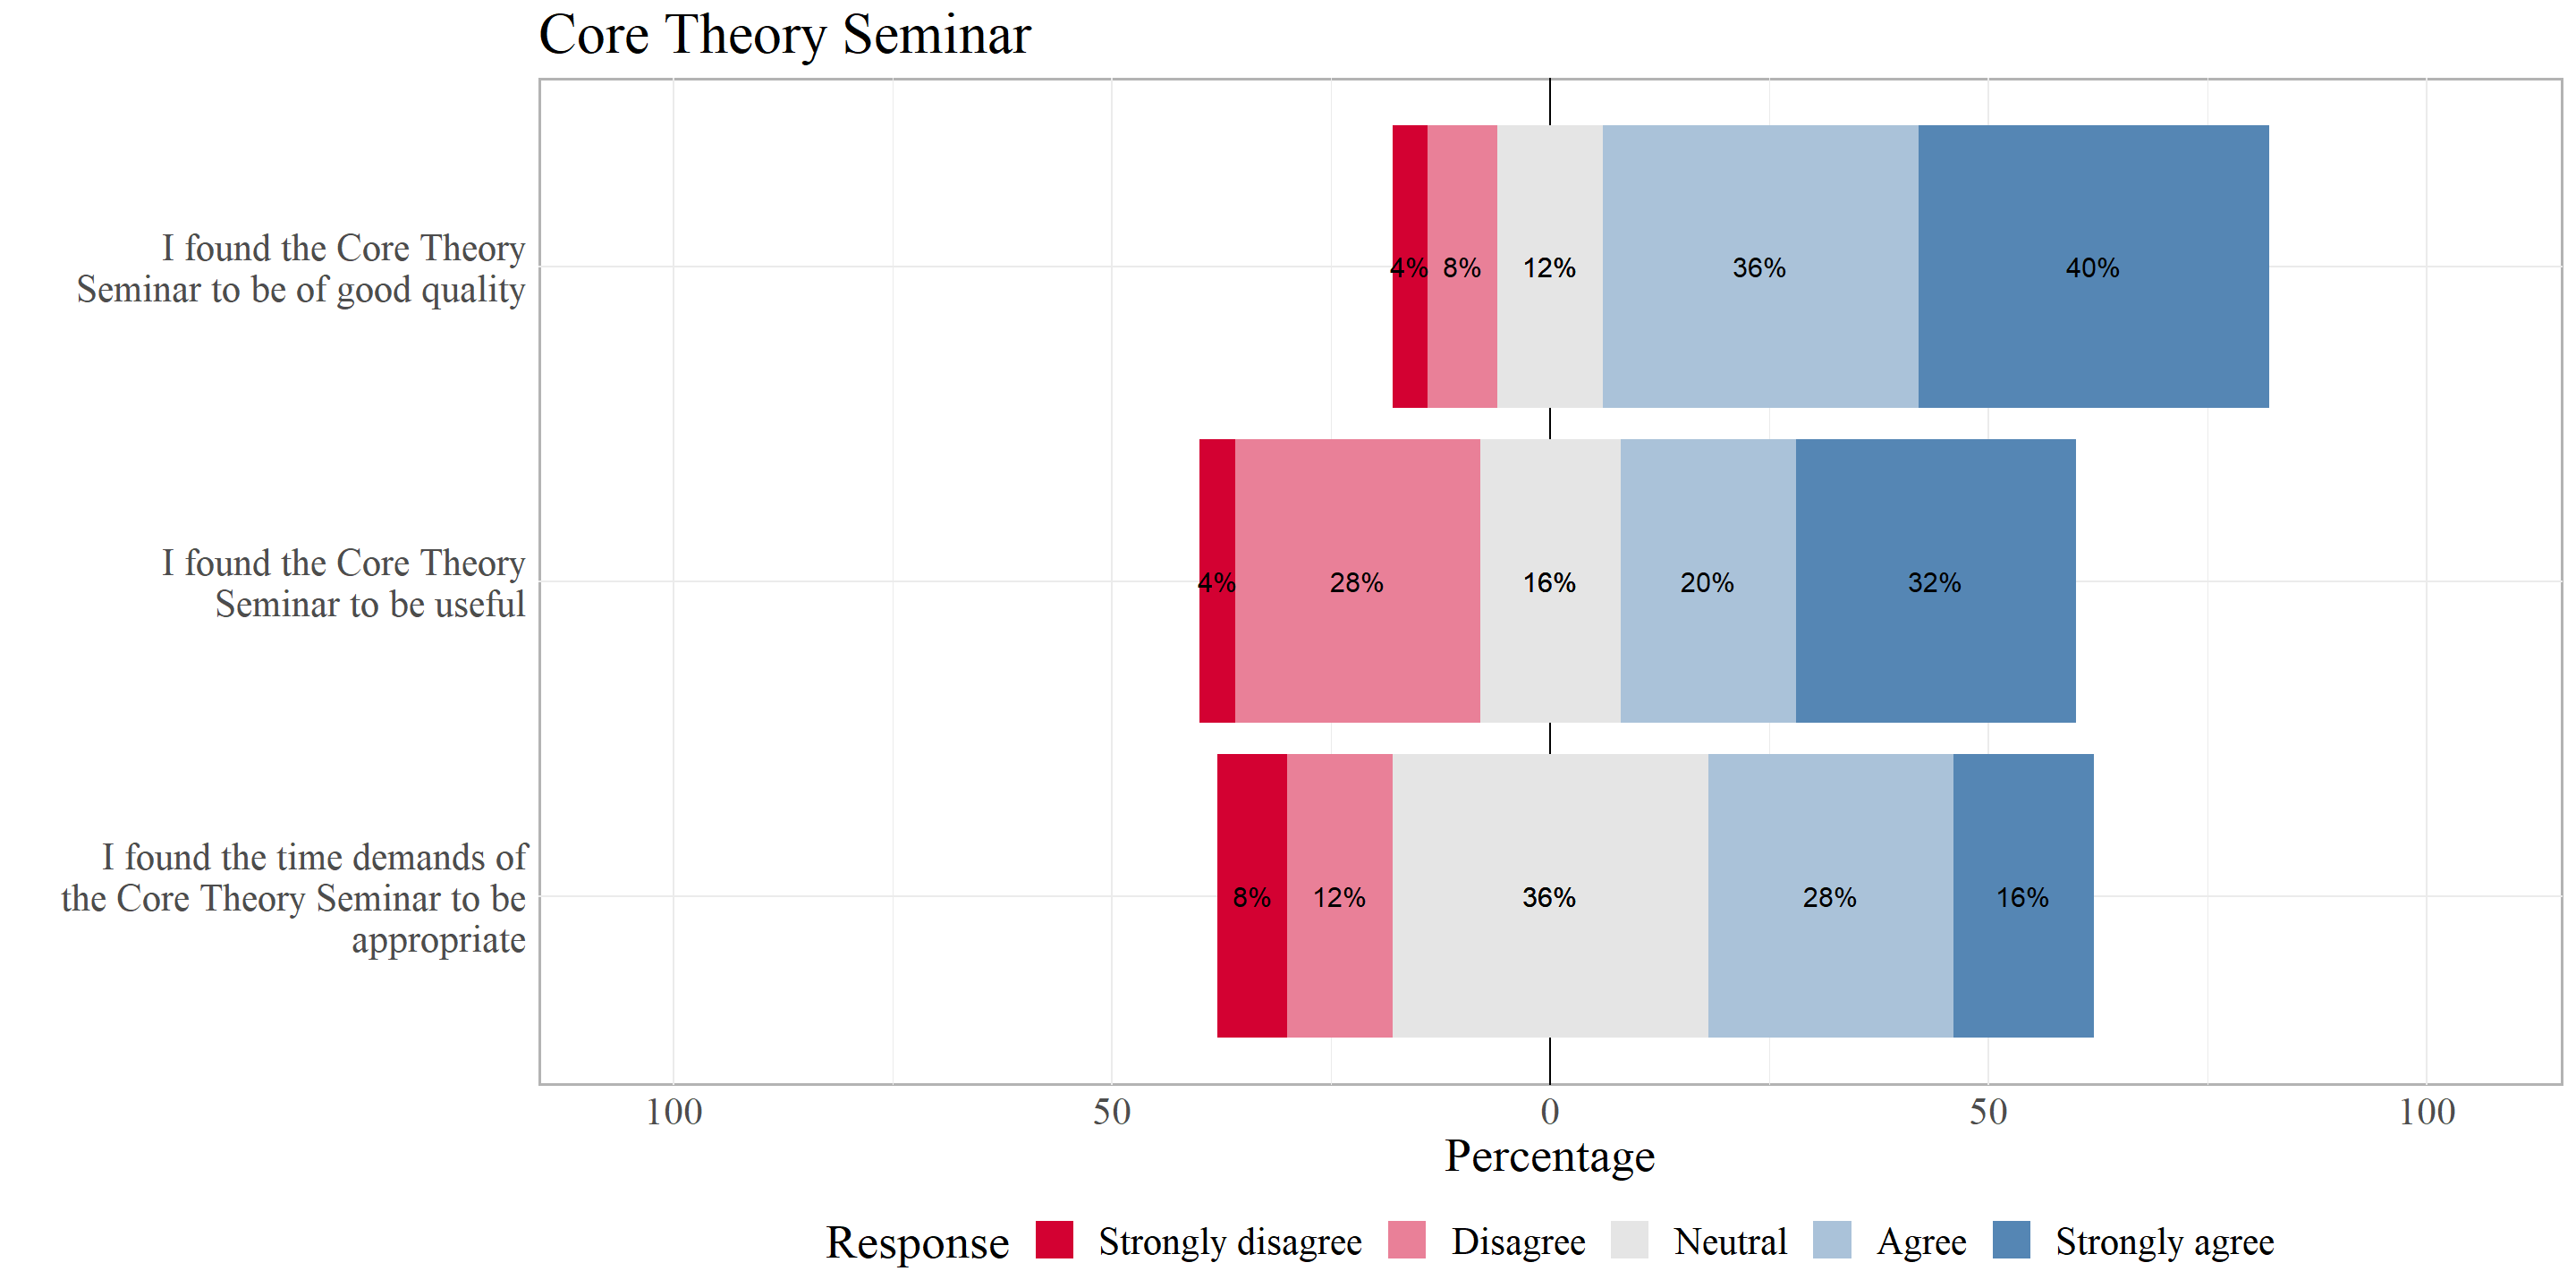 Core Theory Seminar
I found the Core Theory
Seminar to be of good quality
4% 8% 12% 36% 40%
I found the Core Theory
Seminar to be useful
4% 28% 16% 20% 32%
I found the time demands of
the Core Theory Seminar to be
appropriate
8% 12% 36% 28% 16%
100 50 0 50 100
Percentage
Response Strongly disagree Disagree Neutral Agree Strongly agree